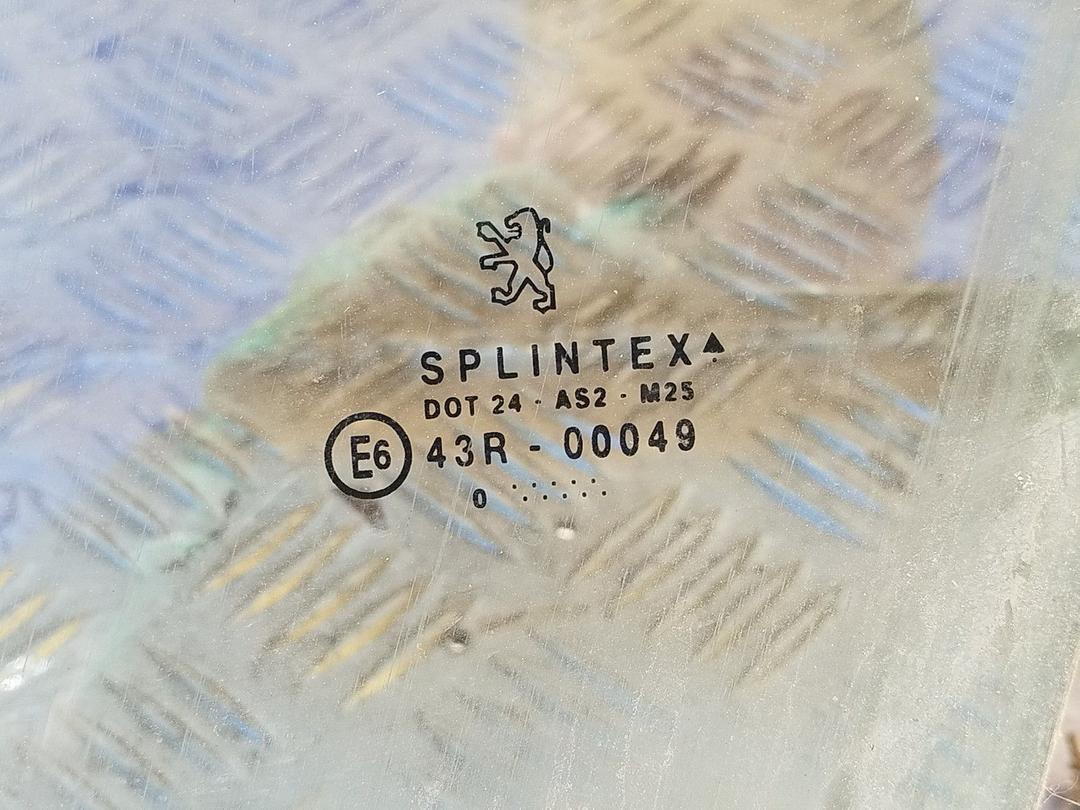 SPLINTEX
DOT 24 · AS2 · M25
E6 43R - 00049
0